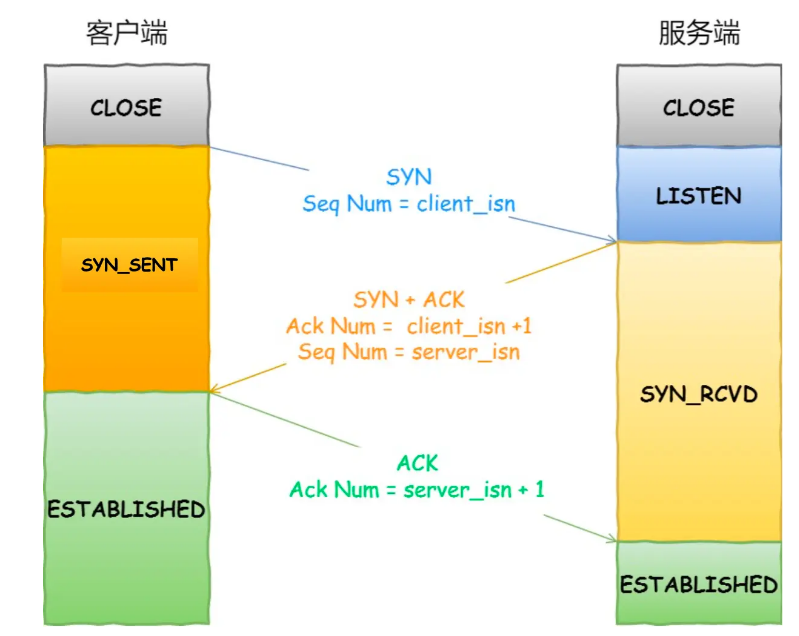 客户端
服务端
CLOSE
CLOSE
SYN
Seq Num = client_isn
LISTEN
SYN_SENT
SYN + ACK
Ack Num = client_isn +1
Seq Num = server_isn
SYN_RCVD
ACK
Ack Num = server_isn + 1
ESTABLISHED
ESTABLISHED